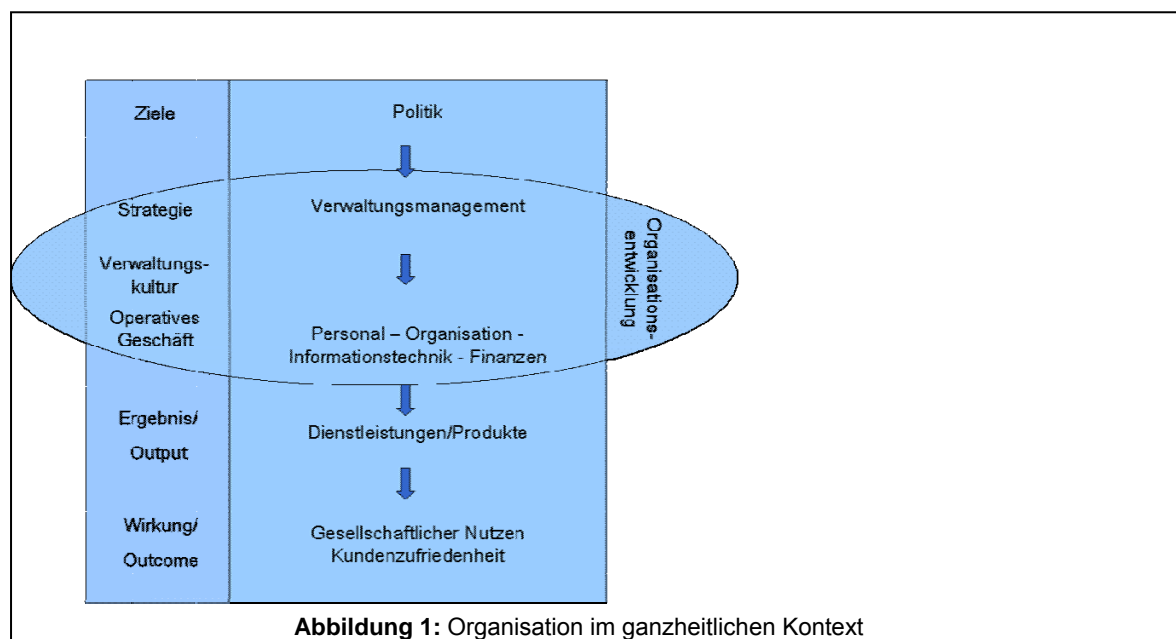 Ziele
Politik
Strategie
Verwaltungsmanagement
Verwaltungs-
kultur
Operatives
Geschäft
Personal – Organisation -
Informationstechnik - Finanzen
Organisations-
entwicklung
Ergebnis/
Output
Dienstleistungen/Produkte
Wirkung/
Outcome
Gesellschaftlicher Nutzen
Kundenzufriedenheit
Abbildung 1: Organisation im ganzheitlichen Kontext